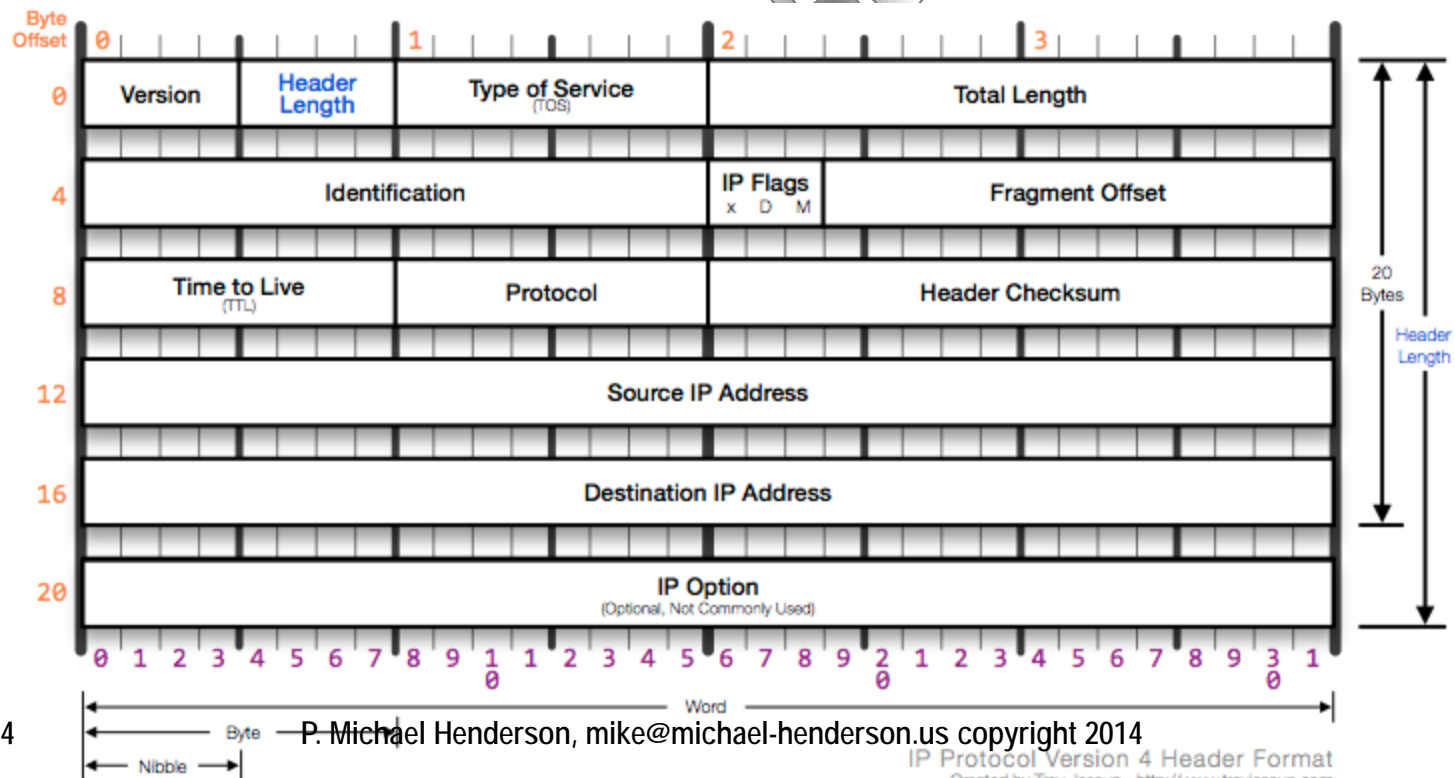 Byte
Offset 0 1 2 3
0 Version Header Length Type of Service (TOS) Total Length
4 Identification IP Flags x D M Fragment Offset
8 Time to Live (TTL) Protocol Header Checksum
20 Bytes
Header Length
12 Source IP Address
16 Destination IP Address
20 IP Option (Optional, Not Commonly Used)
0 1 2 3 4 5 6 7 8 9 10 1 2 3 4 5 6 7 8 9 20 1 2 3 4 5 6 7 8 9 30 1
Word
4 Byte P. Michael Henderson, mike@michael-henderson.us copyright 2014
IP Protocol Version 4 Header Format
Nibble